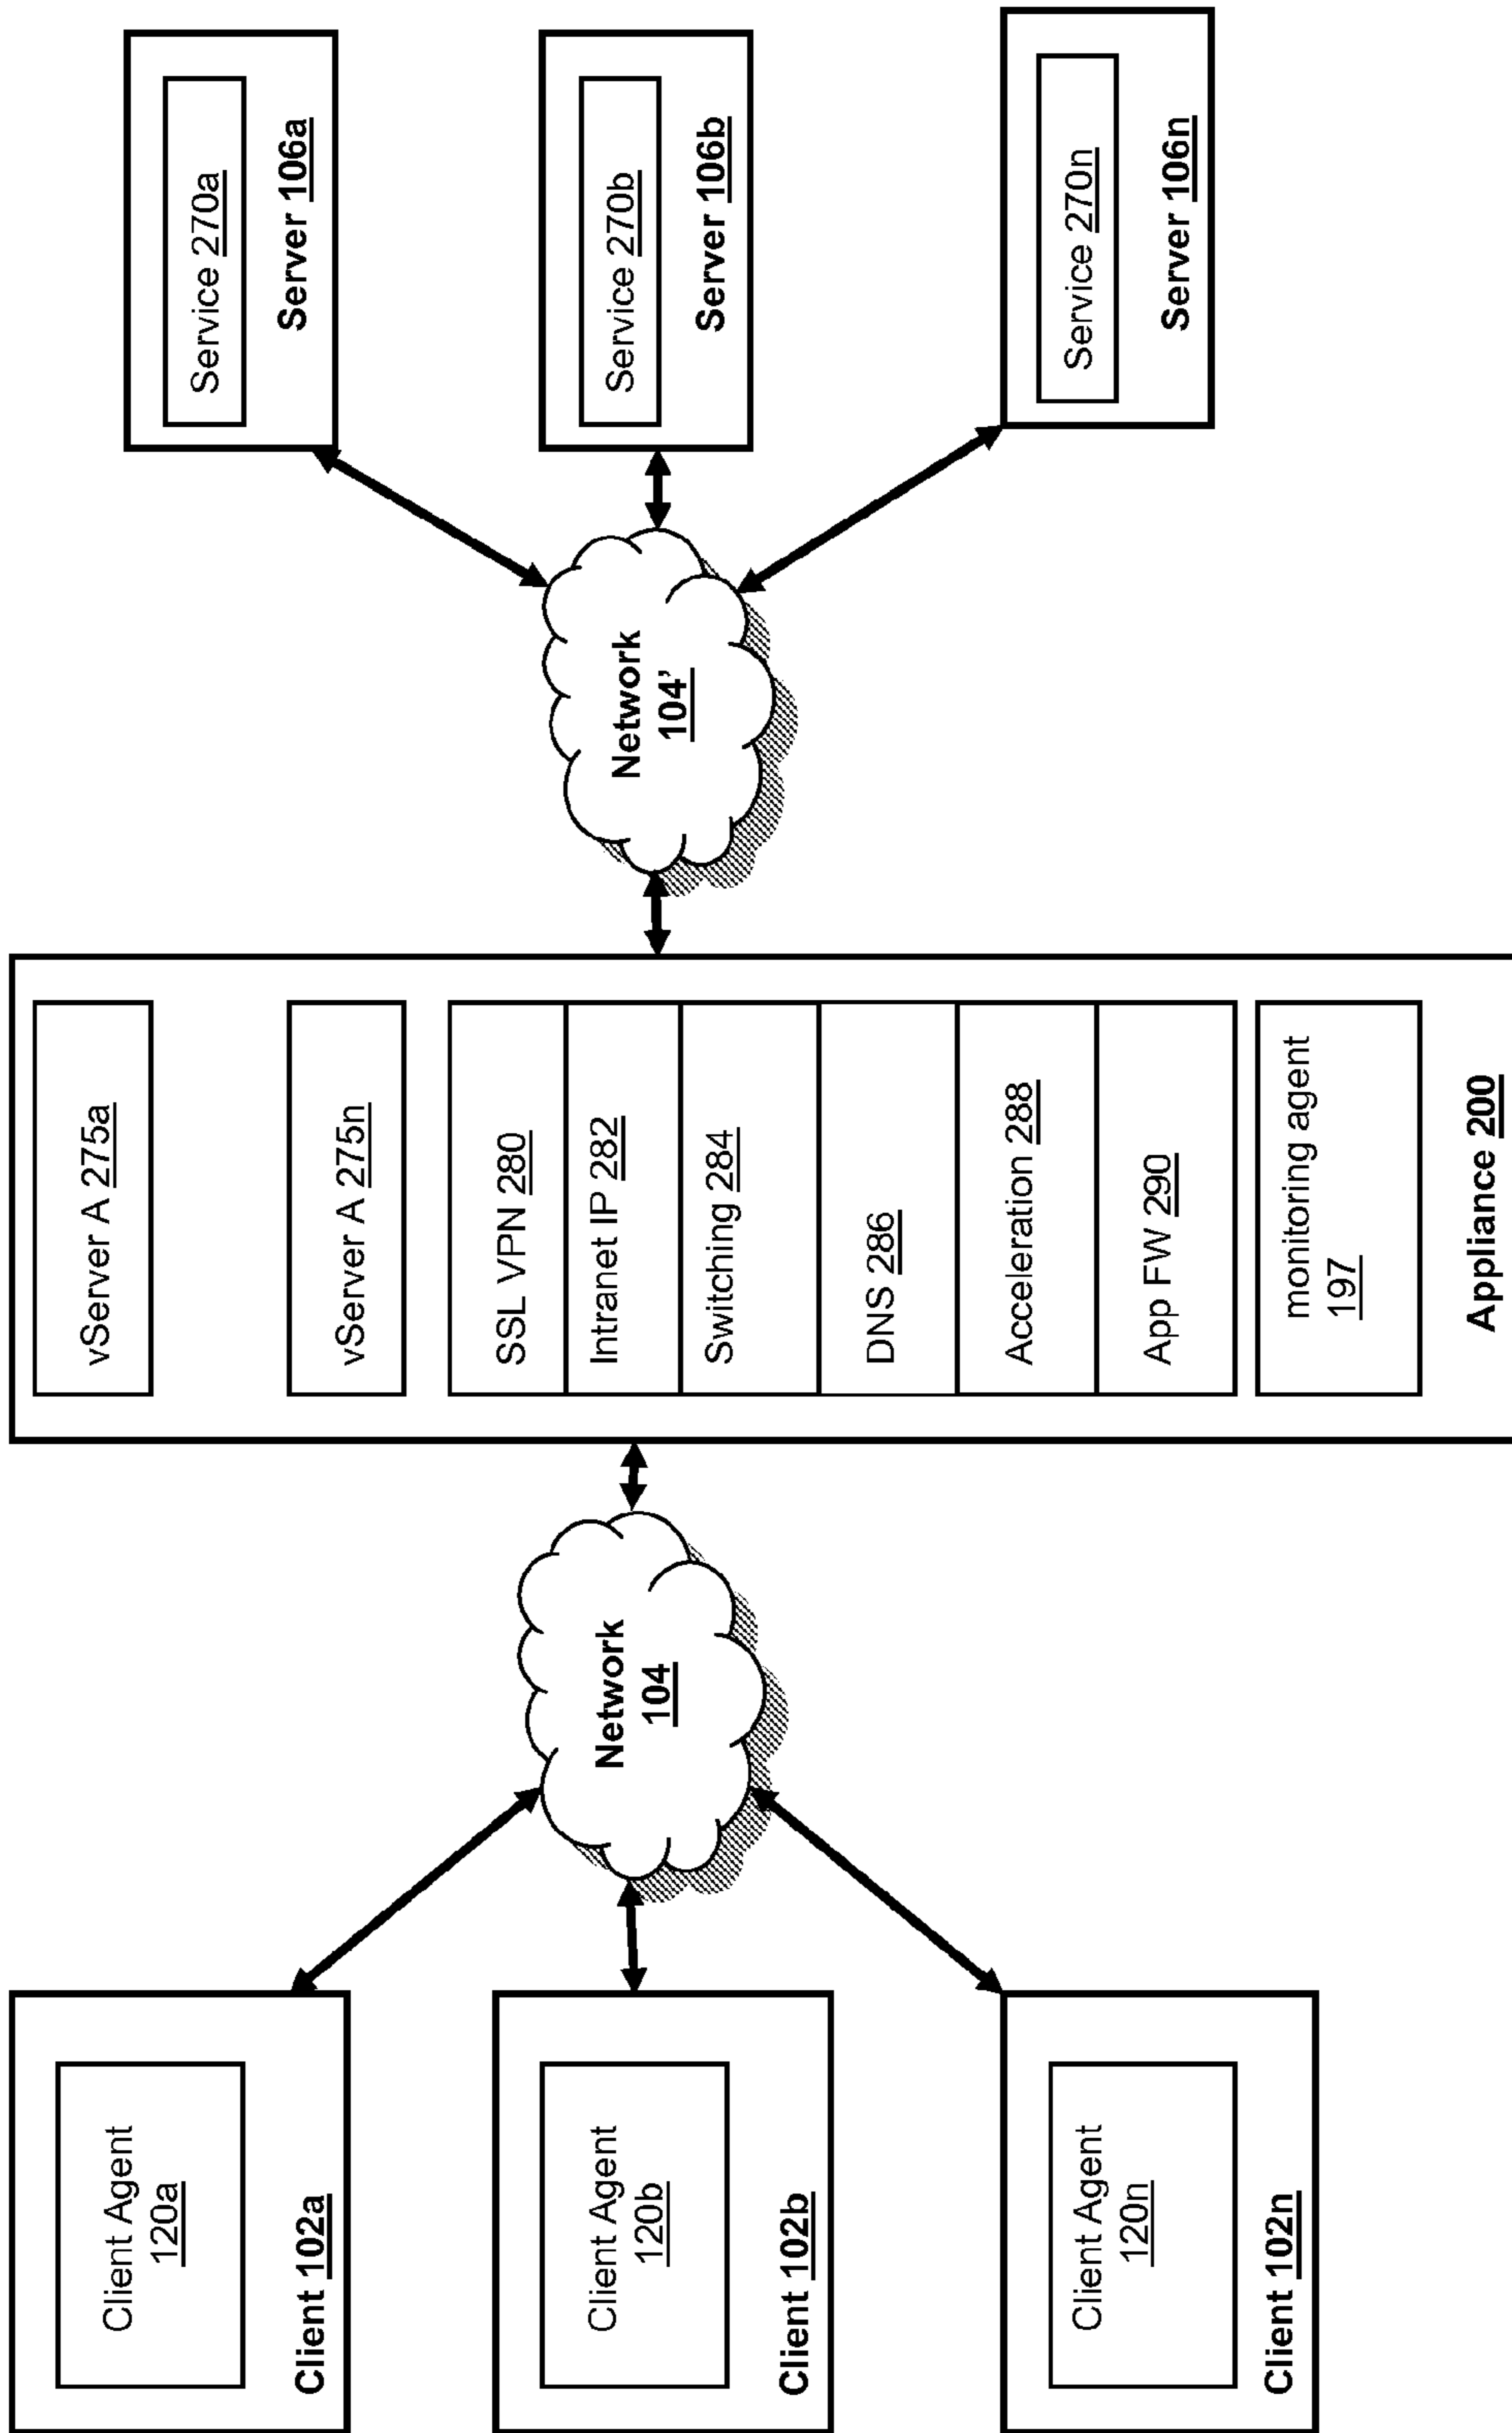 Client Agent
120a
Client 102a
Client Agent
120b
Client 102b
Client Agent
120n
Client 102n
Network
104
vServer A 275a
vServer A 275n
SSL VPN 280
Intranet IP 282
Switching 284
DNS 286
Acceleration 288
App FW 290
monitoring agent
197
Appliance 200
Network
104’
Service 270a
Server 106a
Service 270b
Server 106b
Service 270n
Server 106n